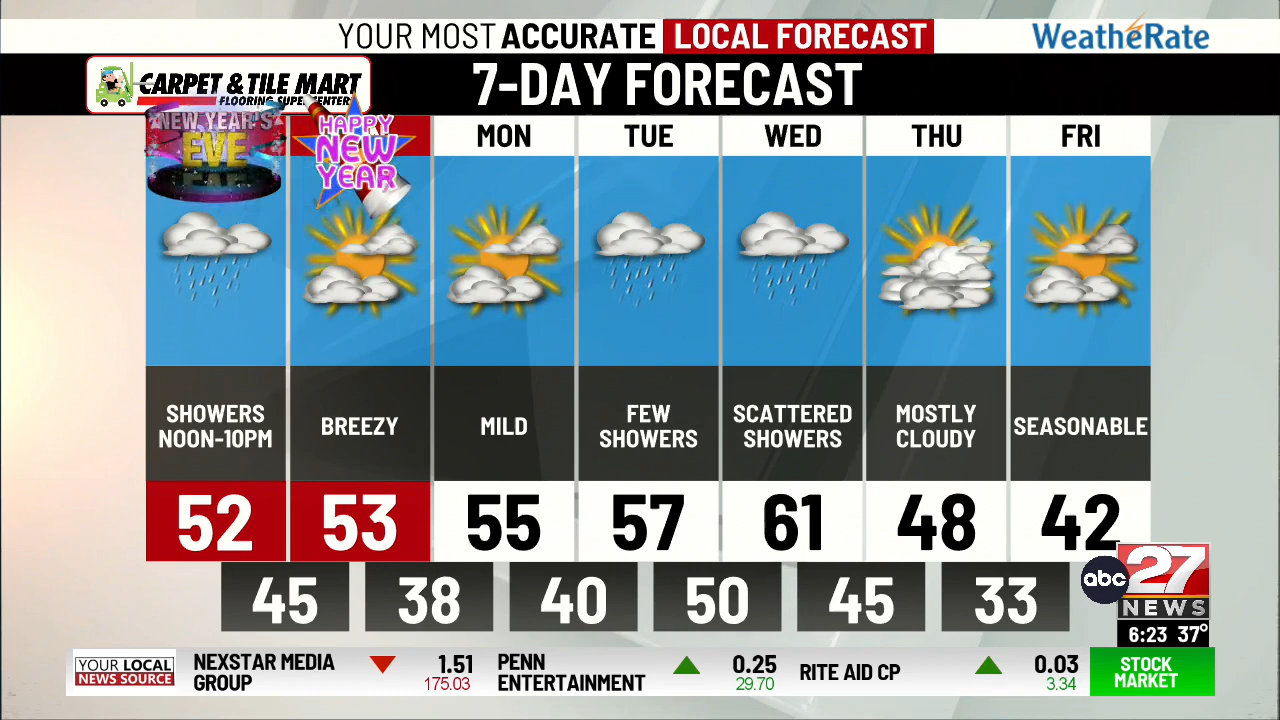 YOUR MOST ACCURATE LOCAL FORECAST
WeatheRate
CARPET & TILE MART
FLOORING SUPERCENTER
7-DAY FORECAST
NEW YEAR'S
EVE
HAPPY
NEW
YEAR
MON
TUE
WED
THU
FRI
SHOWERS
NOON-10PM
BREEZY
MILD
FEW
SHOWERS
SCATTERED
SHOWERS
MOSTLY
CLOUDY
SEASONABLE
52
53
55
57
61
48
42
45
38
40
50
45
33
abc
27
NEWS
6:23 37°
YOUR LOCAL
NEWS SOURCE
NEXSTAR MEDIA
GROUP
1.51
175.03
PENN
ENTERTAINMENT
0.25
29.70
RITE AID CP
0.03
3.34
STOCK
MARKET